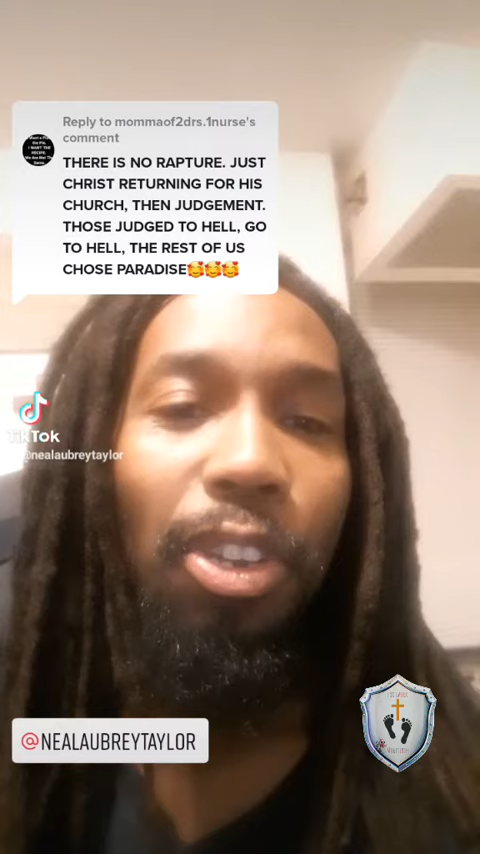 Reply to mommaof2drs.1nurse's
comment
THERE IS NO RAPTURE. JUST
CHRIST RETURNING FOR HIS
CHURCH, THEN JUDGEMENT.
THOSE JUDGED TO HELL, GO
TO HELL, THE REST OF US
CHOSE PARADISE🥰🥰🥰
TikTok
@nealaubreytaylor
@NEALAUBREYTAYLOR